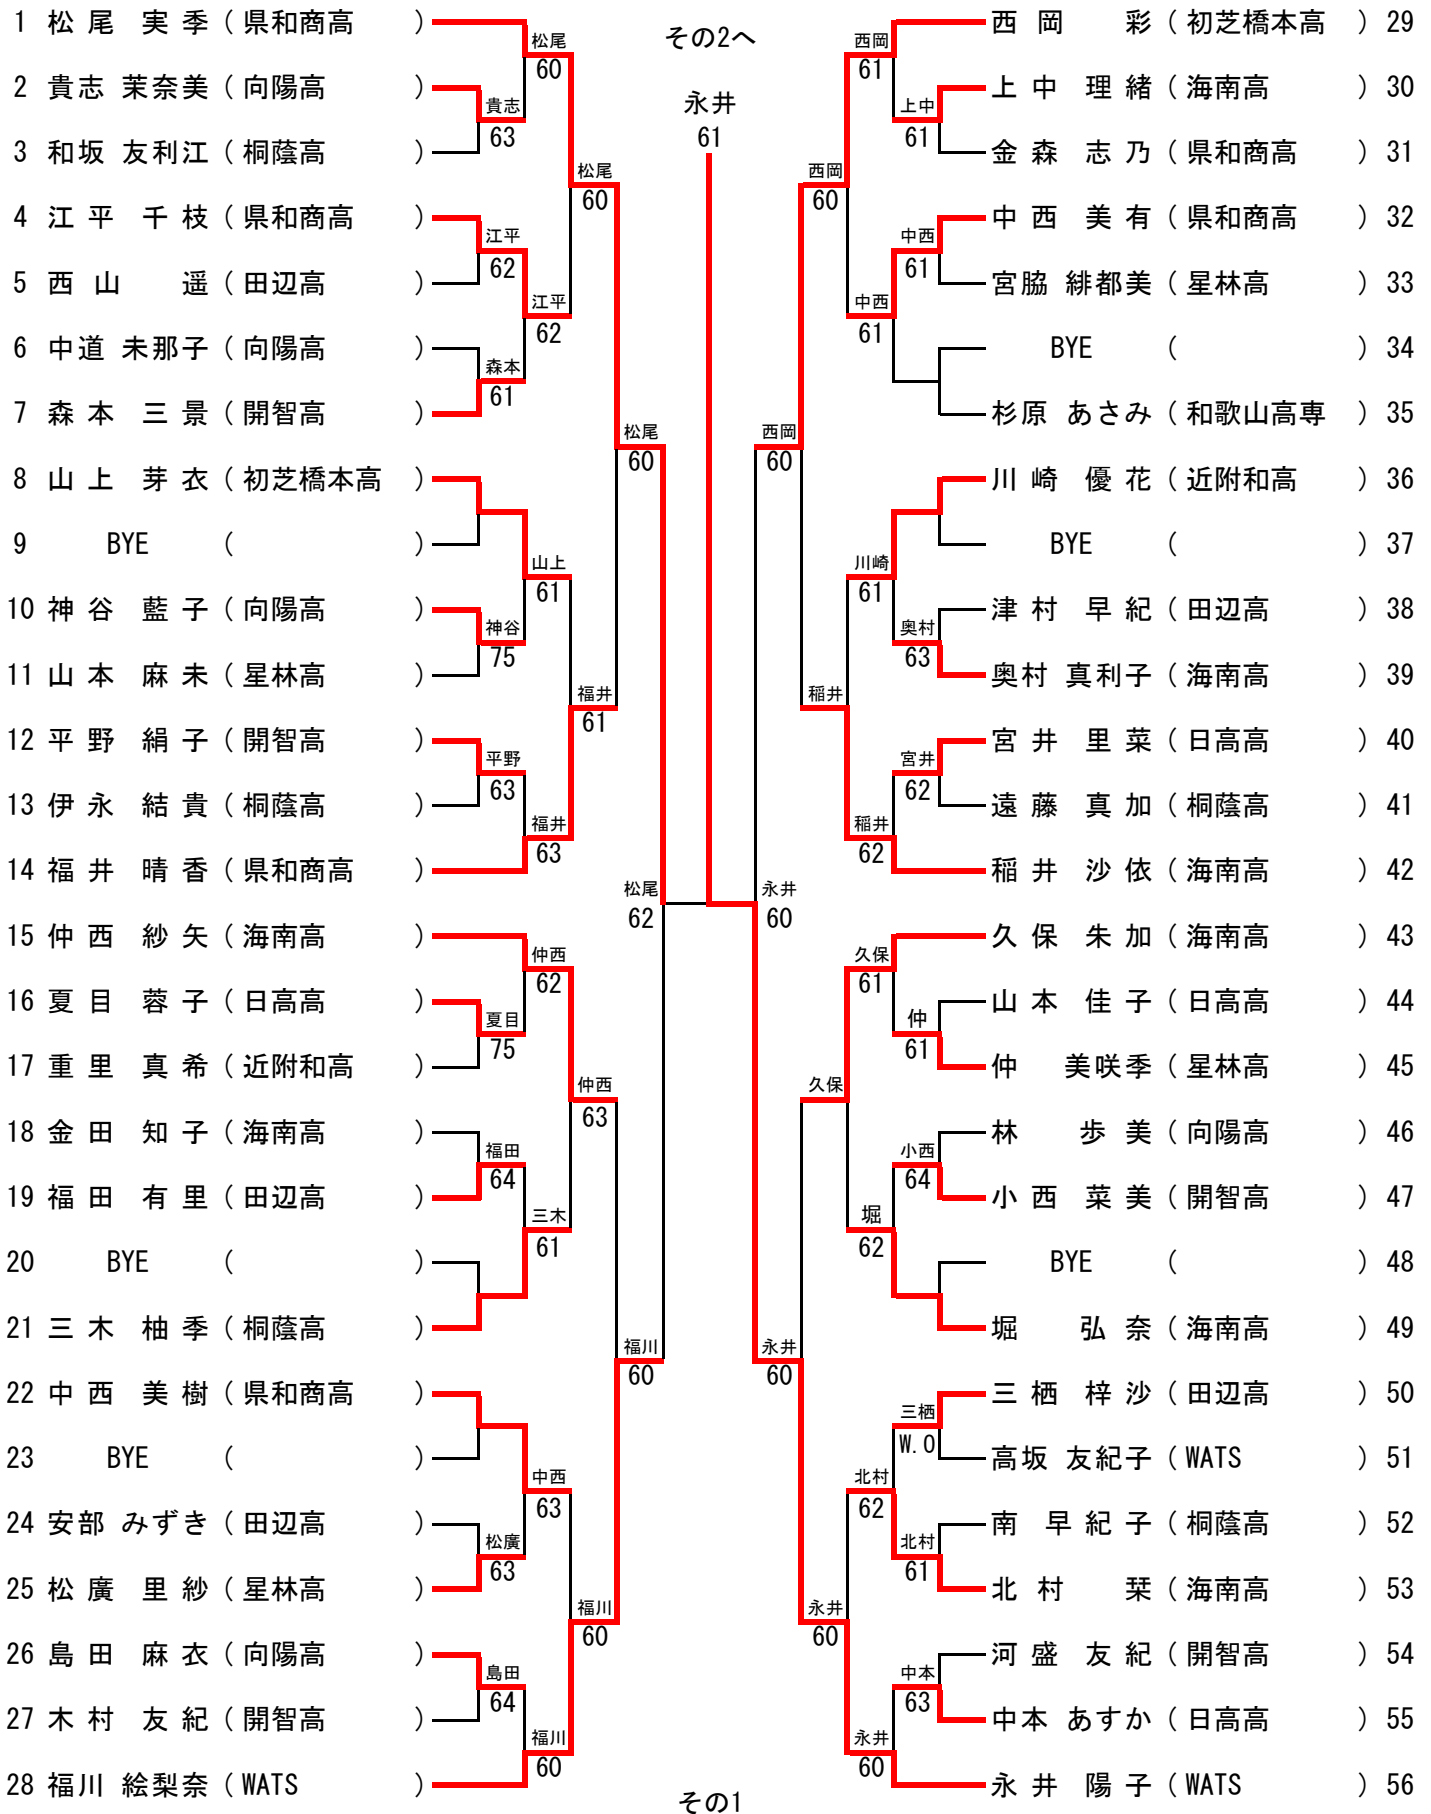 その2へ
永井
61
1 松尾 実季 (県和商高)
2 貴志 茉奈美 (向陽高)
3 和坂 友利江 (桐蔭高)
4 江平 千枝 (県和商高)
5 西山 遥 (田辺高)
6 中道 未那子 (向陽高)
7 森本 三景 (開智高)
8 山上 芽衣 (初芝橋本高)
9 BYE ( )
10 神谷 藍子 (向陽高)
11 山本 麻未 (星林高)
12 平野 絹子 (開智高)
13 伊永 結貴 (桐蔭高)
14 福井 晴香 (県和商高)
15 仲西 紗矢 (海南高)
16 夏目 蓉子 (日高高)
17 重里 真希 (近附和高)
18 金田 知子 (海南高)
19 福田 有里 (田辺高)
20 BYE ( )
21 三木 柚季 (桐蔭高)
22 中西 美樹 (県和商高)
23 BYE ( )
24 安部 みずき (田辺高)
25 松廣 里紗 (星林高)
26 島田 麻衣 (向陽高)
27 木村 友紀 (開智高)
28 福川 絵梨奈 (WATS)
貴志
63
江平
62
森本
61
神谷
75
平野
63
夏目
75
福田
64
松廣
63
島田
64
松尾
60
江平
62
山上
61
福井
63
仲西
62
三木
61
中西
63
福川
60
松尾
60
福井
61
仲西
63
福川
60
松尾
60
福川
60
松尾
62
永井
60
西岡
60
永井
60
西岡
60
稲井
久保
永井
60
西岡
61
中西
61
川崎
61
稲井
62
久保
61
堀
62
北村
62
永井
60
上中
61
中西
61
奥村
63
宮井
62
仲
61
小西
64
三栖
W.O
北村
61
中本
63
西岡 彩 (初芝橋本高) 29
上中 理緒 (海南高) 30
金森 志乃 (県和商高) 31
中西 美有 (県和商高) 32
宮脇 緋都美 (星林高) 33
BYE ( ) 34
杉原 あさみ (和歌山高専) 35
川崎 優花 (近附和高) 36
BYE ( ) 37
津村 早紀 (田辺高) 38
奥村 真利子 (海南高) 39
宮井 里菜 (日高高) 40
遠藤 真加 (桐蔭高) 41
稲井 沙依 (海南高) 42
久保 朱加 (海南高) 43
山本 佳子 (日高高) 44
仲 美咲季 (星林高) 45
林 歩美 (向陽高) 46
小西 菜美 (開智高) 47
BYE ( ) 48
堀 弘奈 (海南高) 49
三栖 梓沙 (田辺高) 50
高坂 友紀子 (WATS) 51
南 早紀子 (桐蔭高) 52
北村 栞 (海南高) 53
河盛 友紀 (開智高) 54
中本 あすか (日高高) 55
永井 陽子 (WATS) 56
その1